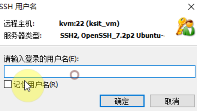 SSH 用户名
远程主机: kvm:22 (ksit_vm)
服务器类型: SSH2, OpenSSH_7.2p2 Ubuntu-
请输入登录的用户名(E):
记住用户名(R)
确定
取消